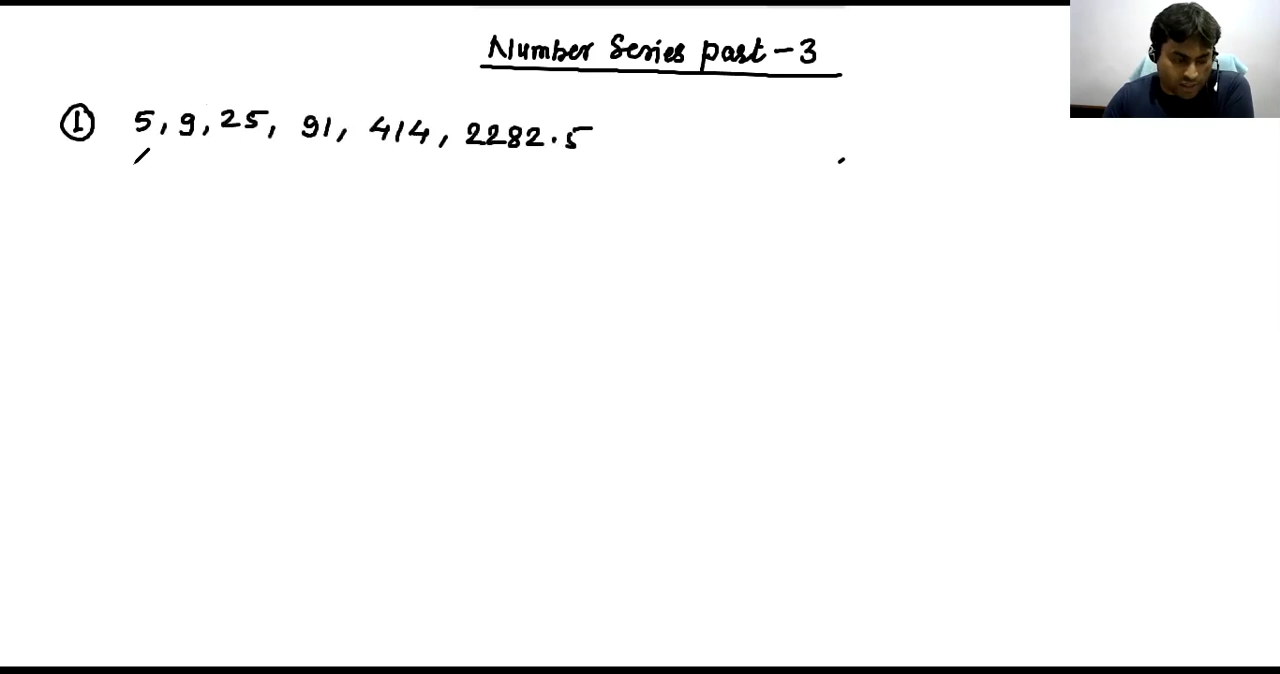 Number Series part-3
① 5, 9, 25, 91, 414, 2282.5